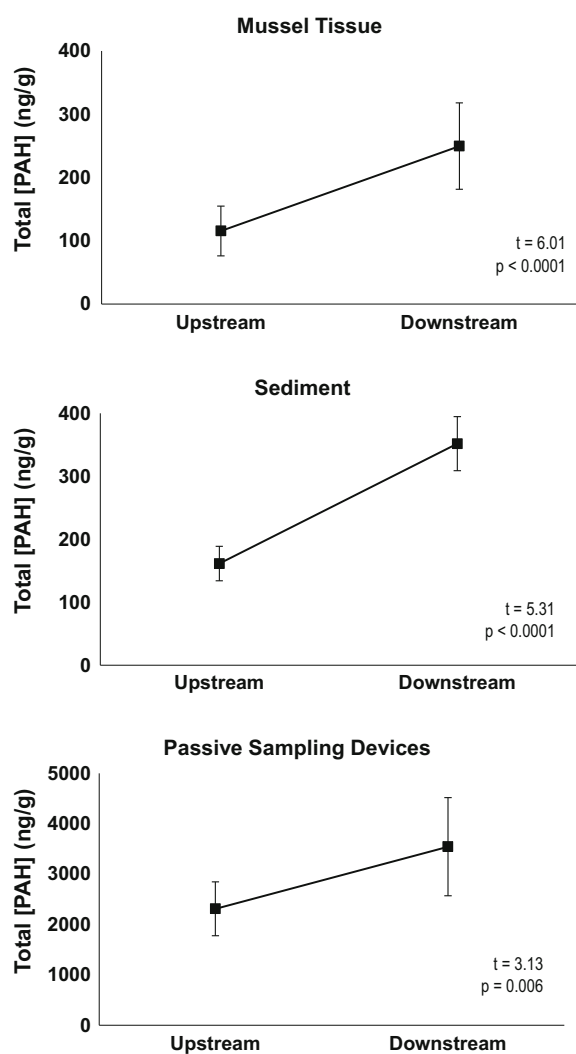 Mussel Tissue
Total [PAH] (ng/g)
400
300
200
100
0
t = 6.01
p < 0.0001
Upstream Downstream
Sediment
Total [PAH] (ng/g)
400
300
200
100
0
t = 5.31
p < 0.0001
Upstream Downstream
Passive Sampling Devices
Total [PAH] (ng/g)
5000
4000
3000
2000
1000
0
t = 3.13
p = 0.006
Upstream Downstream